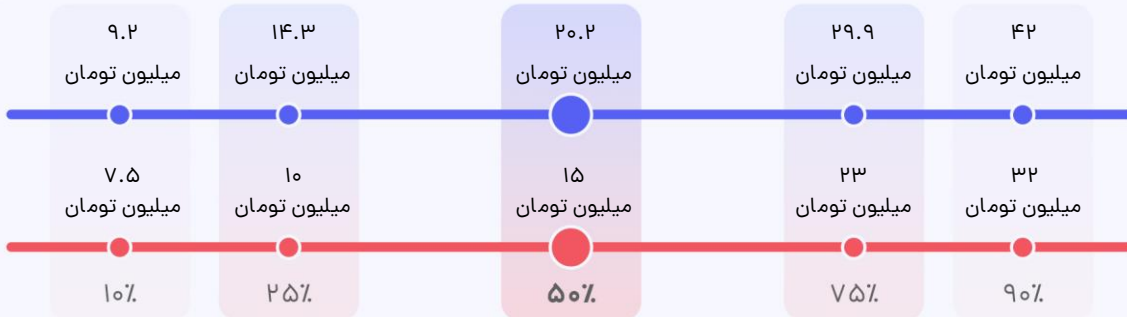 ۹.۲ ۱۴.۳ ۲۰.۲ ۲۹.۹ ۴۲
میلیون تومان میلیون تومان میلیون تومان میلیون تومان میلیون تومان
۷.۵ ۱۰ ۱۵ ۲۳ ۳۲
میلیون تومان میلیون تومان میلیون تومان میلیون تومان میلیون تومان
۱۰٪ ۲۵٪ ۵۰٪ ۷۵٪ ۹۰٪